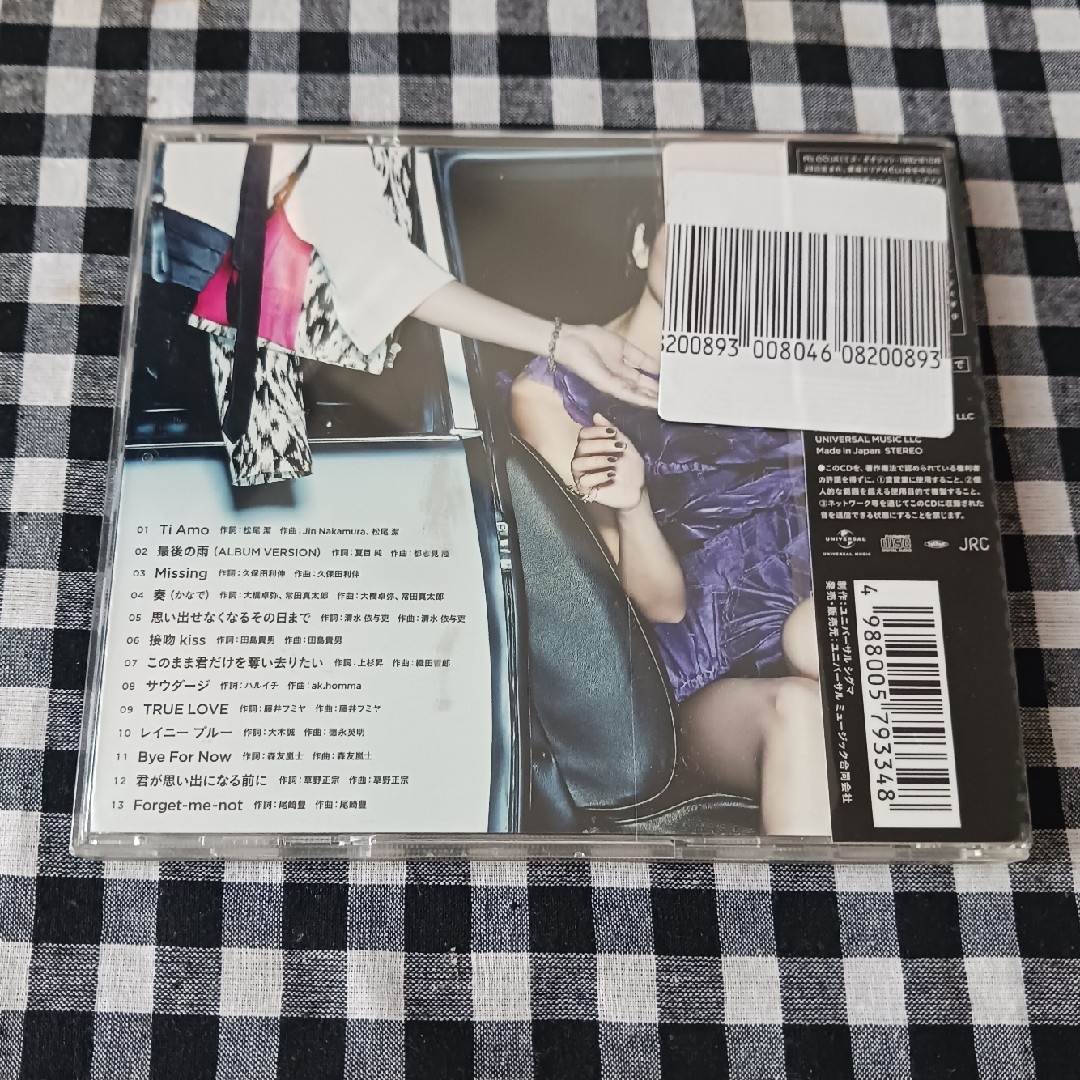 01 Ti Amo 作詞:松尾 潔 作曲:Jin Nakamura、松尾 潔
02 最後の雨(ALBUM VERSION) 作詞:夏目 純 作曲:都志見 隆
03 Missing 作詞:久保田利伸 作曲:久保田利伸
04 奏(かなで) 作詞:大橋卓弥、常田真太郎 作曲:大橋卓弥、常田真太郎
05 思い出せなくなるその日まで 作詞:清水 依与吏 作曲:清水 依与吏
06 接吻 kiss 作詞:田島貴男 作曲:田島貴男
07 このまま君だけを奪い去りたい 作詞:上杉昇 作曲:織田哲郎
08 サウダージ 作詞:ハルイチ 作曲:ak.homma
09 TRUE LOVE 作詞:藤井フミヤ 作曲:藤井フミヤ
10 レイニー ブルー 作詞:大木誠 作曲:徳永英明
11 Bye For Now 作詞:森友嵐士 作曲:森友嵐士
12 君が思い出になる前に 作詞:草野正宗 作曲:草野正宗
13 Forget-me-not 作詞:尾崎豊 作曲:尾崎豊
8200893 008046 08200893
P
LLC
UNIVERSAL MUSIC LLC
Made in Japan STEREO
●このCDを、著作権法で認められている権利者
の許諾を得ずに、①賃貸業に使用すること、②個
人的な範囲を超える使用目的で複製すること、
③ネットワーク等を通じてこのCDに収録された
音を送信できる状態にすることを禁じます。
UNIVERSAL
UNIVERSAL MUSIC
DIGITAL AUDIO
JRC
制作:ユニバーサル シグマ
発売・販売元:ユニバーサル ミュージック合同会社
4 988005 793348